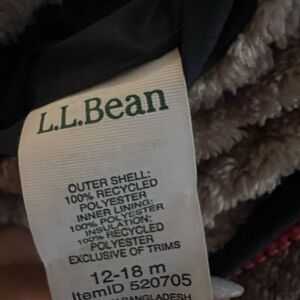 L.L.Bean
OUTER SHELL:
100% RECYCLED
POLYESTER
INNER LINING:
100% POLYESTER
INSULATION:
100% RECYCLED
POLYESTER
EXCLUSIVE OF TRIMS
12-18 m
ItemID 520705
BANGLADESH